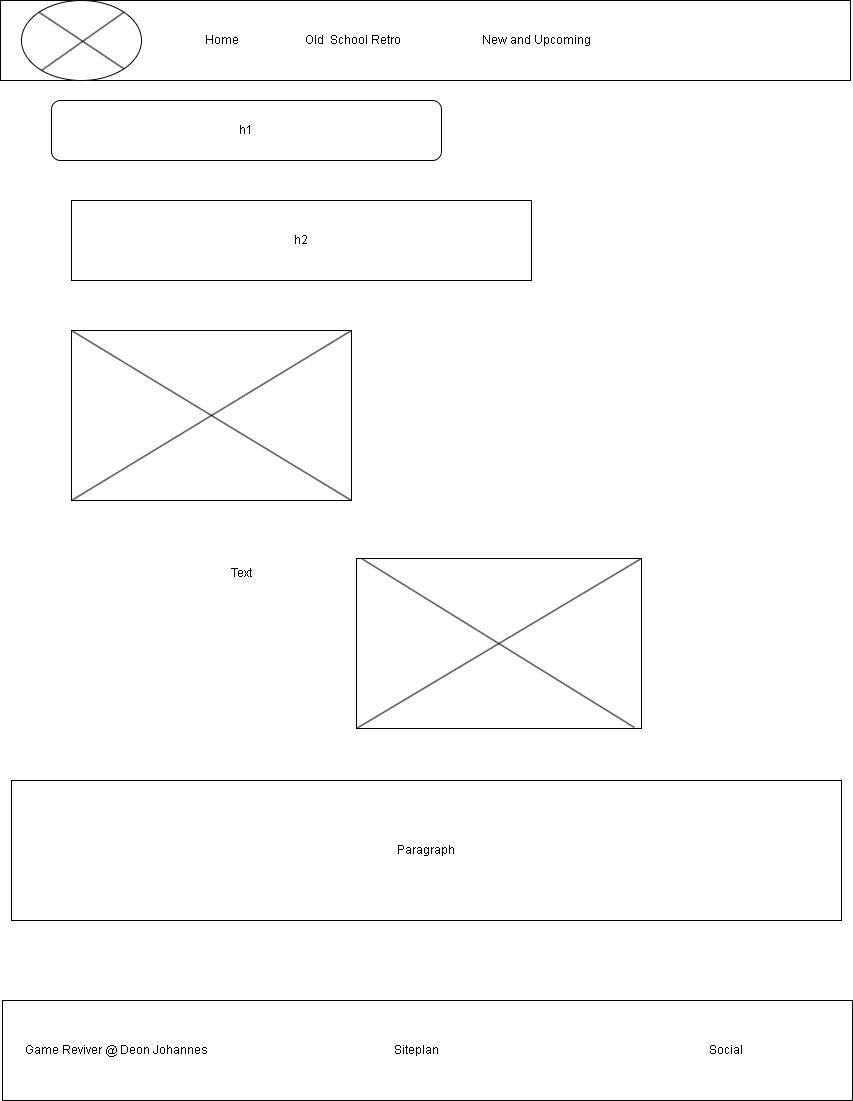 Home
Old School Retro
New and Upcoming
h1
h2
Text
Paragraph
Game Reviver @ Deon Johannes
Siteplan
Social